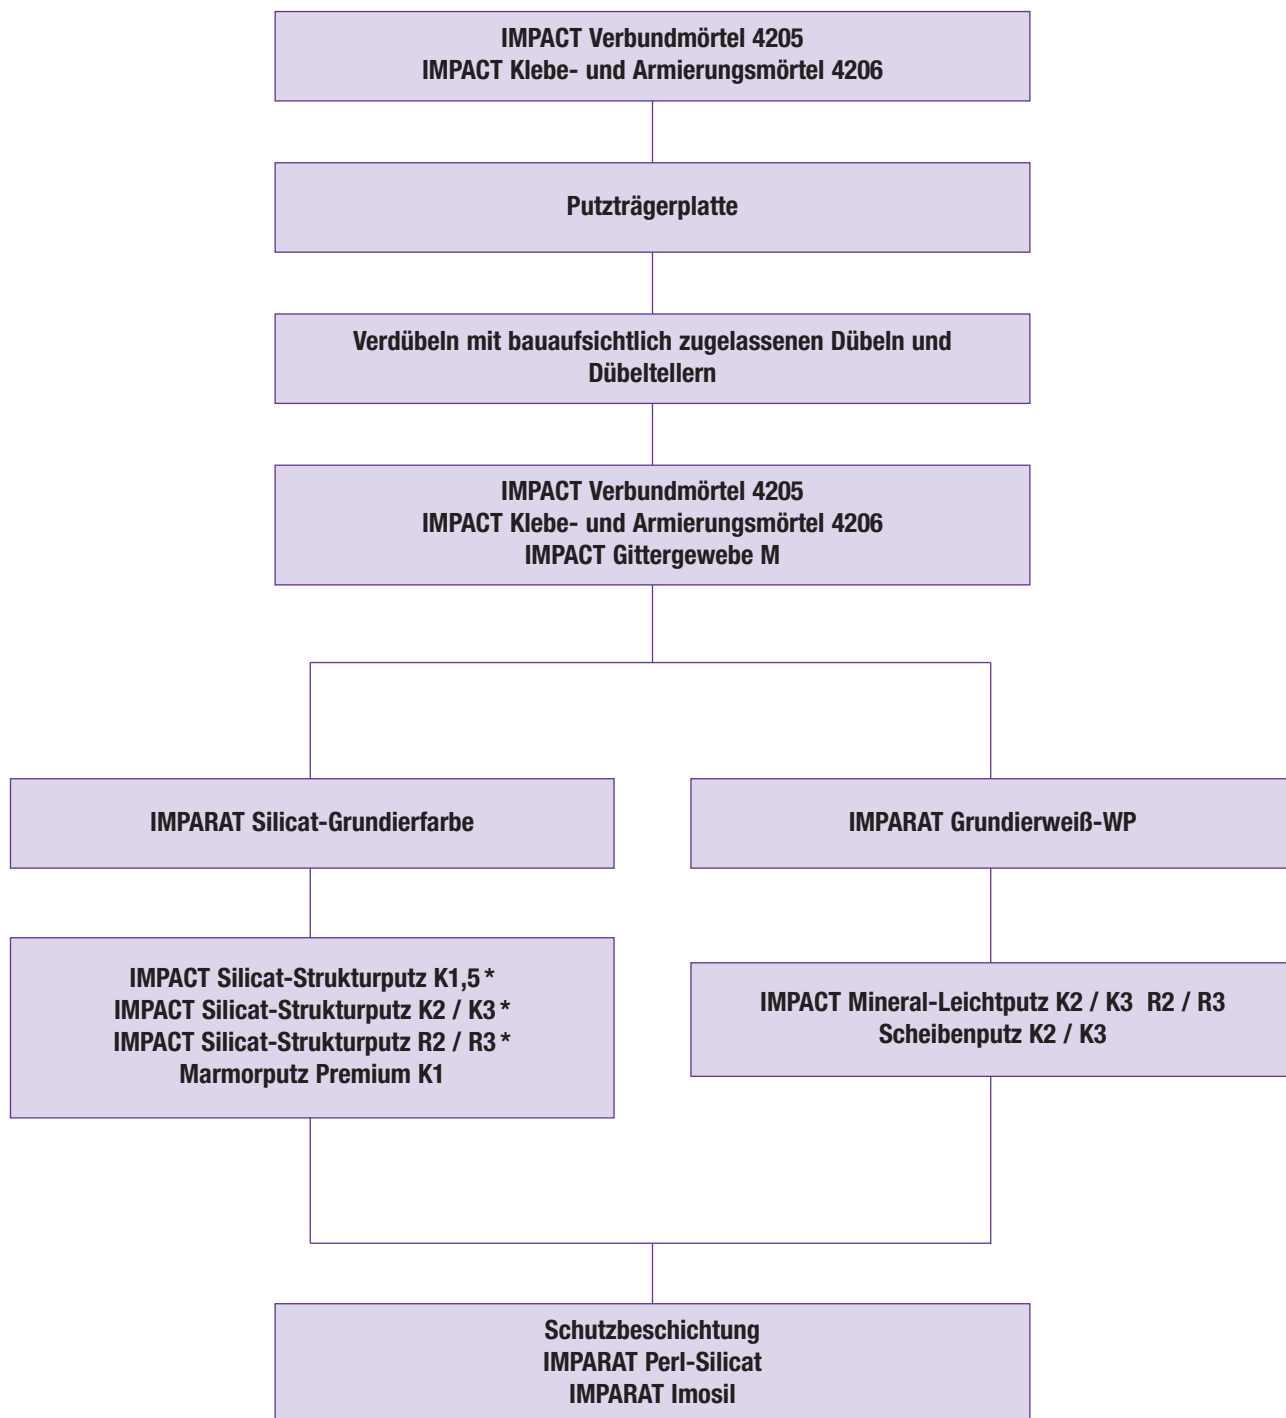 IMPACT Verbundmörtel 4205
IMPACT Klebe- und Armierungsmörtel 4206
Putzträgerplatte
Verdübeln mit bauaufsichtlich zugelassenen Dübeln und
Dübeltellern
IMPACT Verbundmörtel 4205
IMPACT Klebe- und Armierungsmörtel 4206
IMPACT Gittergewebe M
IMPARAT Silicat-Grundierfarbe
IMPARAT Grundierweiß-WP
IMPACT Silicat-Strukturputz K1,5 *
IMPACT Silicat-Strukturputz K2 / K3 *
IMPACT Silicat-Strukturputz R2 / R3 *
Marmorputz Premium K1
IMPACT Mineral-Leichtputz K2 / K3  R2 / R3
Scheibenputz K2 / K3
Schutzbeschichtung
IMPARAT Perl-Silicat
IMPARAT Imosil